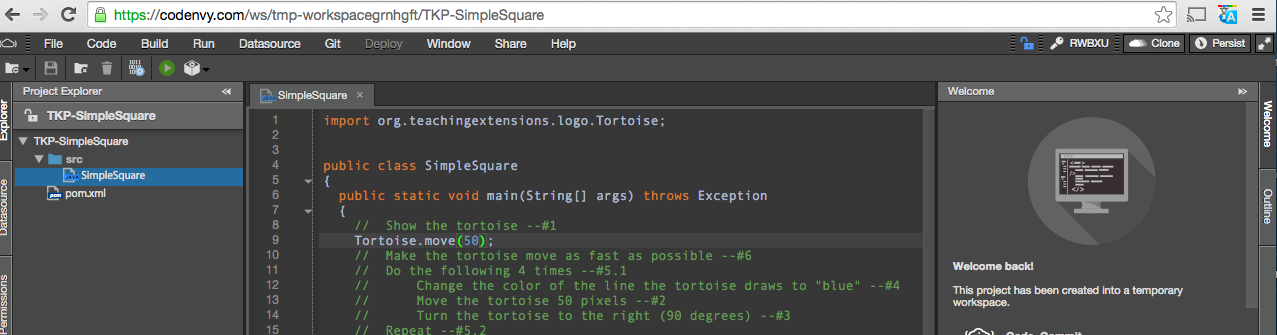 https://codenvy.com/ws/tmp-workspacegrnhgft/TKP-SimpleSquare
File Code Build Run Datasource Git Deploy Window Share Help RWBXU Clone Persist
Project Explorer
TKP-SimpleSquare
TKP-SimpleSquare
src
SimpleSquare
pom.xml
Explorer
Datasource
Permissions
SimpleSquare
1 import org.teachingextensions.logo.Tortoise;
2
3
4 public class SimpleSquare
5 {
6 public static void main(String[] args) throws Exception
7 {
8 // Show the tortoise --#1
9 Tortoise.move(50);
10 // Make the tortoise move as fast as possible --#6
11 // Do the following 4 times --#5.1
12 // Change the color of the line the tortoise draws to "blue" --#4
13 // Move the tortoise 50 pixels --#2
14 // Turn the tortoise to the right (90 degrees) --#3
15 // Repeat --#5.2
Welcome
Welcome back!
This project has been created into a temporary
workspace.
Code, Commit
Welcome
Outline